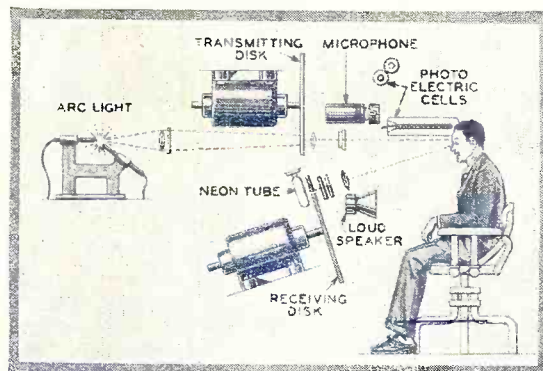 TRANSMITTING
DISK
MICROPHONE
PHOTO
ELECTRIC
CELLS
ARC LIGHT
NEON TUBE
LOUD
SPEAKER
RECEIVING
DISK